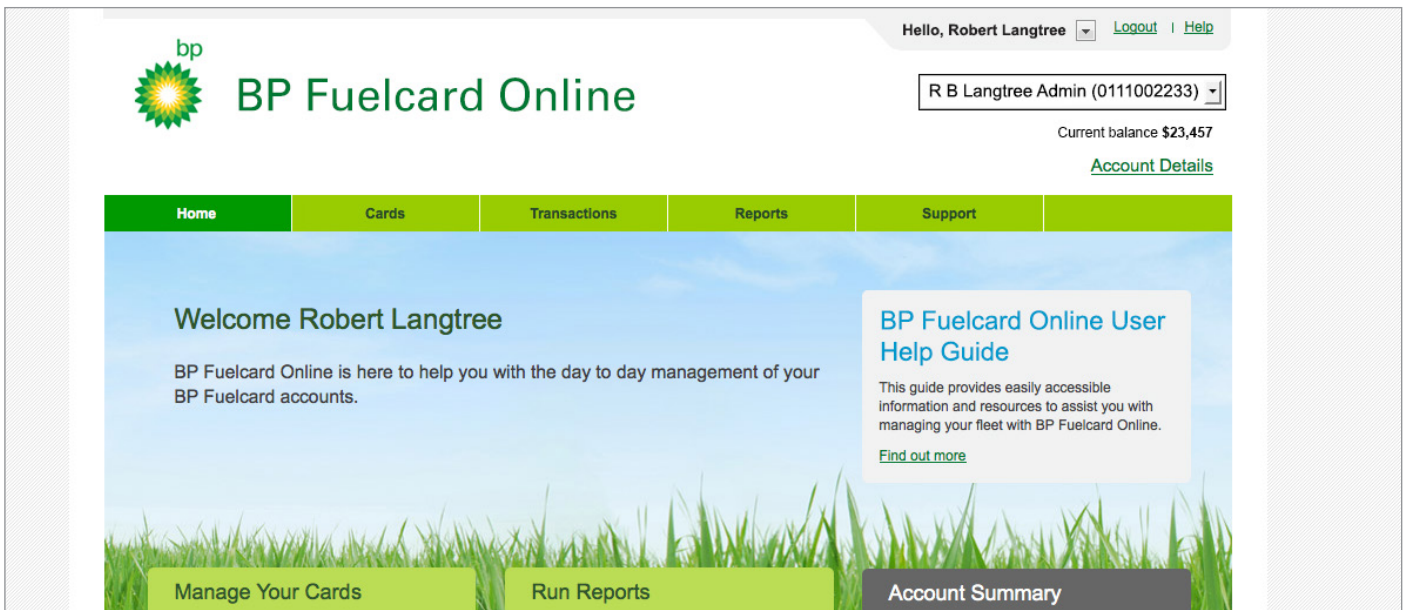 Hello, Robert Langtree
Logout | Help
bp
BP Fuelcard Online
R B Langtree Admin (0111002233)
Current balance $23,457
Account Details
Home Cards Transactions Reports Support
Welcome Robert Langtree
BP Fuelcard Online is here to help you with the day to day management of your
BP Fuelcard accounts.
BP Fuelcard Online User
Help Guide
This guide provides easily accessible
information and resources to assist you with
managing your fleet with BP Fuelcard Online.
Find out more
Manage Your Cards
Run Reports
Account Summary